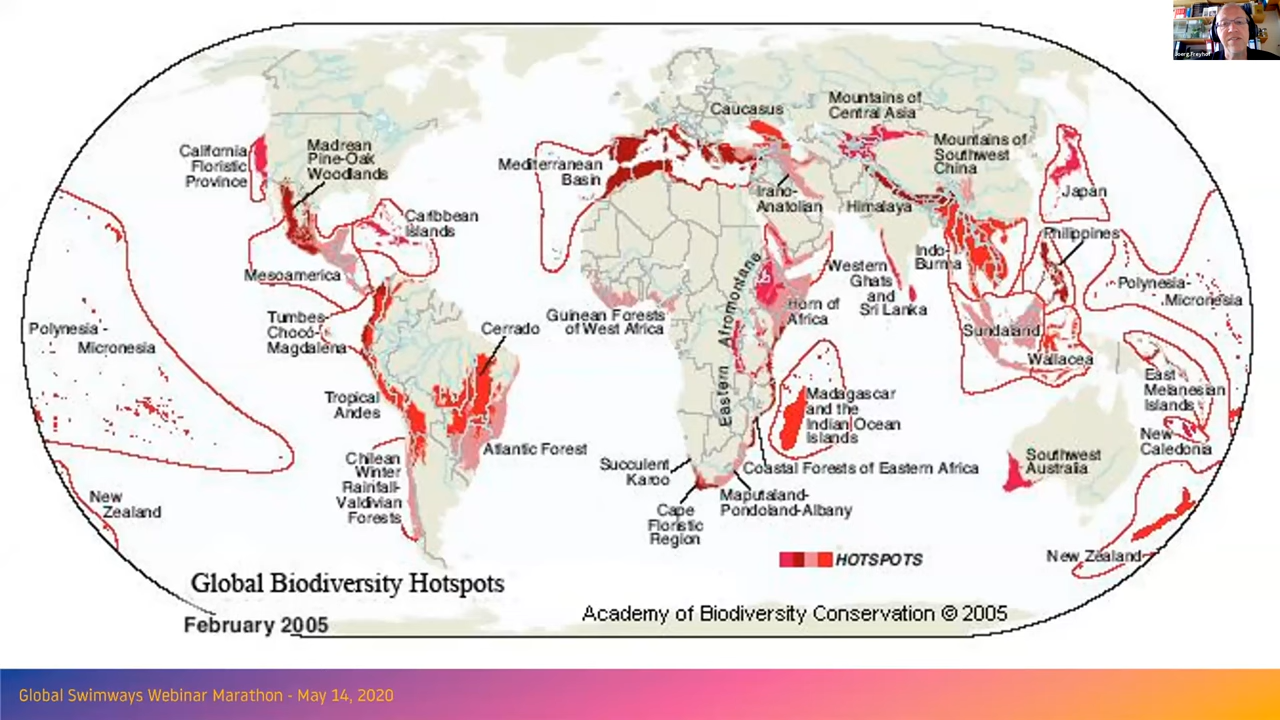 California
Floristic
Province
Madrean
Pine-Oak
Woodlands
Caribbean
Islands
Mesoamerica
Polynesia -
Micronesia
Tumbes-
Chocó-
Magdalena
Cerrado
Tropical
Andes
Atlantic Forest
Chilean
Winter
Rainfall-
Valdivian
Forests
New
Zealand
Mediterranean
Basin
Caucasus
Mountains of
Central Asia
Mountains of
Southwest
China
Irano-
Anatolian
Himalaya
Japan
Philippines
Indo-
Burma
Western
Ghats
and
Sri Lanka
Polynesia-
Micronesia
Guinean Forests
of West Africa
Eastern Afromontane
Horn of
Africa
Sundaland
Wallacea
East
Melanesian
Islands
New
Caledonia
Madagascar
and the
Indian Ocean
Islands
Succulent
Karoo
Coastal Forests of Eastern Africa
Cape
Floristic
Region
Maputaland-
Pondoland-Albany
Southwest
Australia
New Zealand
HOTSPOTS
Global Biodiversity Hotspots
February 2005
Academy of Biodiversity Conservation © 2005
Global Swimways Webinar Marathon - May 14, 2020